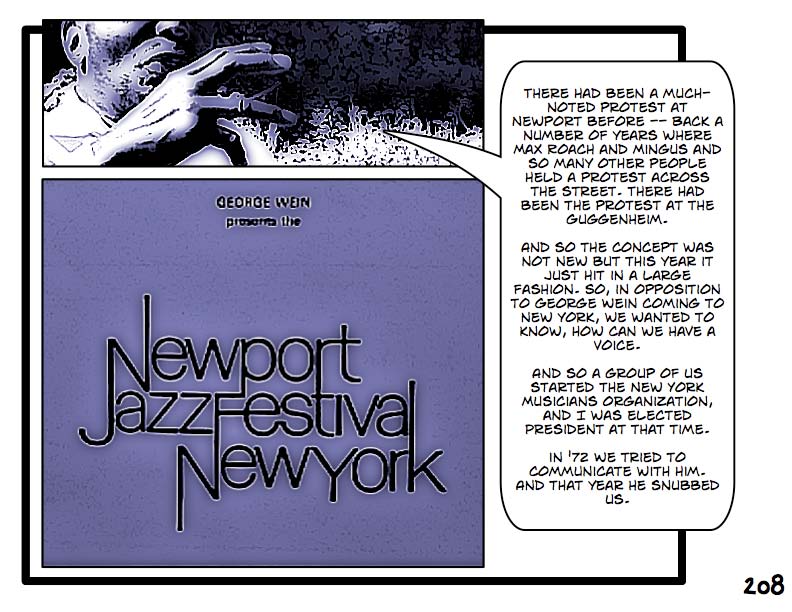 THERE HAD BEEN A MUCH-
NOTED PROTEST AT
NEWPORT BEFORE -- BACK A
NUMBER OF YEARS WHERE
MAX ROACH AND MINGUS AND
SO MANY OTHER PEOPLE
HELD A PROTEST ACROSS
THE STREET. THERE HAD
BEEN THE PROTEST AT THE
GUGGENHEIM.
AND SO THE CONCEPT WAS
NOT NEW BUT THIS YEAR IT
JUST HIT IN A LARGE
FASHION. SO, IN OPPOSITION
TO GEORGE WEIN COMING TO
NEW YORK, WE WANTED TO
KNOW, HOW CAN WE HAVE A
VOICE.
AND SO A GROUP OF US
STARTED THE NEW YORK
MUSICIANS ORGANIZATION,
AND I WAS ELECTED
PRESIDENT AT THAT TIME.
IN '72 WE TRIED TO
COMMUNICATE WITH HIM.
AND THAT YEAR HE SNUBBED
US.
GEORGE WEIN
presents the
Newport
Jazz Festival
New York
208